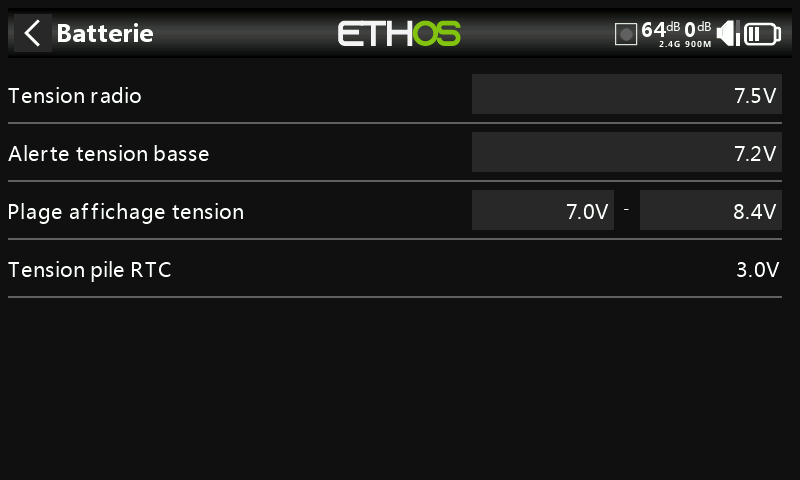 Batterie
ETHOS
64dB 0dB
2.4G 900M
Tension radio 7.5V
Alerte tension basse 7.2V
Plage affichage tension 7.0V - 8.4V
Tension pile RTC 3.0V